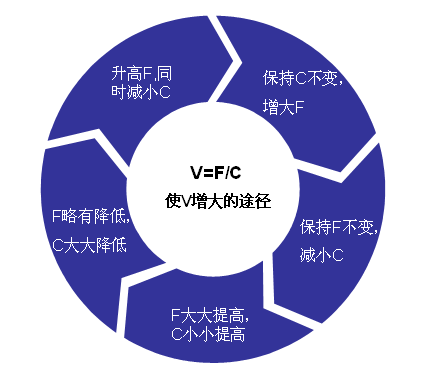 升高F,同
时减小C
保持C不变,
增大F
V=F/C
使V增大的途径
F略有降低,
C大大降低
保持F不变,
减小C
F大大提高,
C小小提高